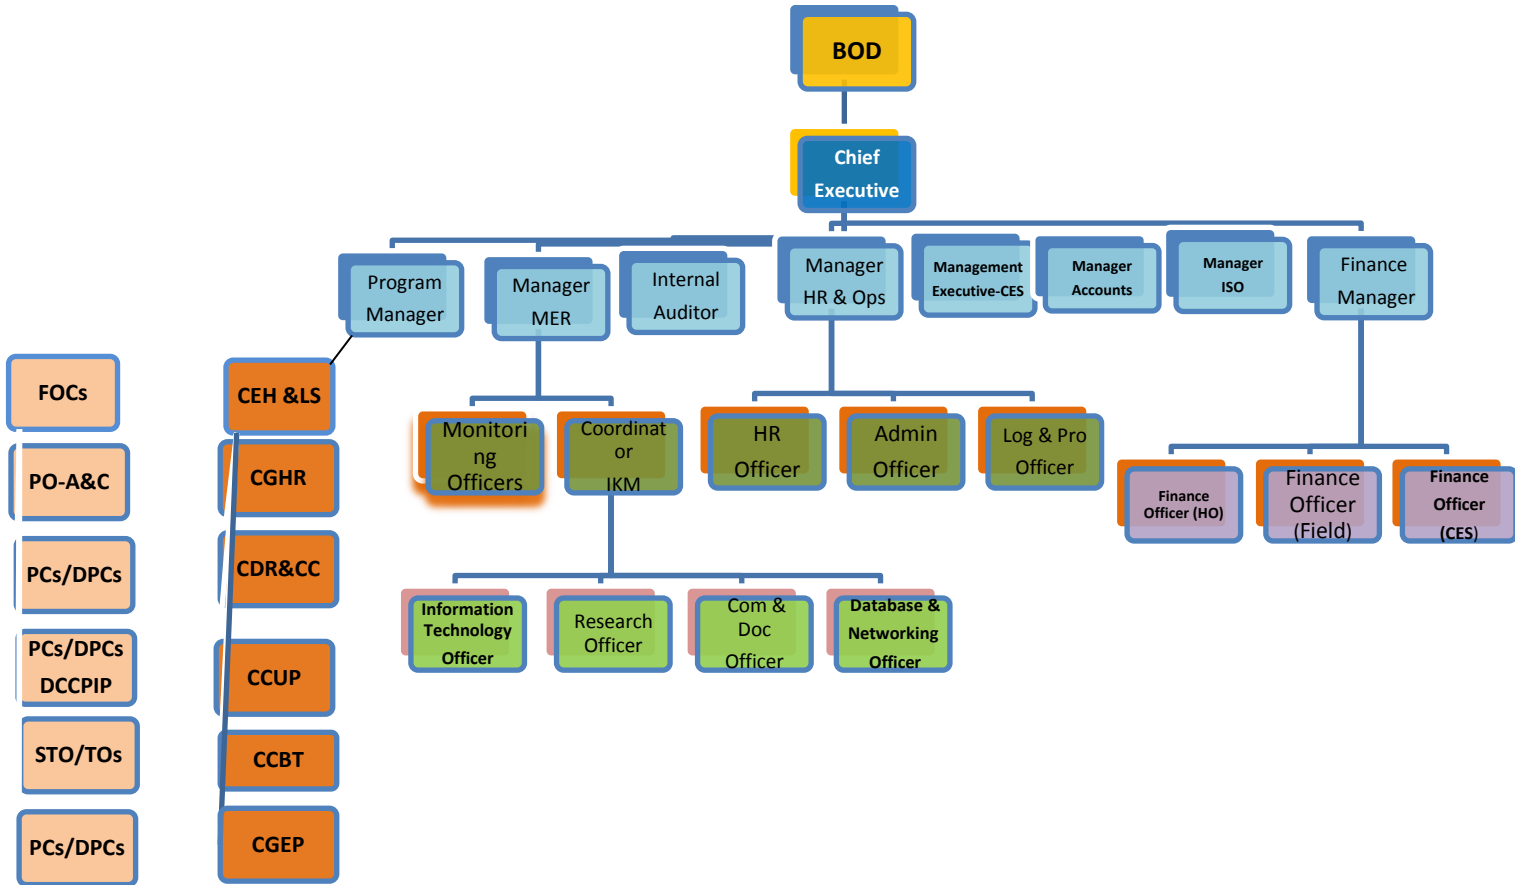 BOD
Chief
Executive
Program
Manager
Manager
MER
Internal
Auditor
Manager
HR & Ops
Management
Executive-CES
Manager
Accounts
Manager
ISO
Finance
Manager
FOCs
CEH &LS
Monitori
ng
Officers
Coordinat
or
IKM
HR
Officer
Admin
Officer
Log & Pro
Officer
PO-A&C
CGHR
Finance
Officer (HO)
Finance
Officer
(Field)
Finance
Officer
(CES)
PCs/DPCs
CDR&CC
Information
Technology
Officer
Research
Officer
Com &
Doc
Officer
Database &
Networking
Officer
PCs/DPCs
DCCPIP
CCUP
STO/TOs
CCBT
PCs/DPCs
CGEP